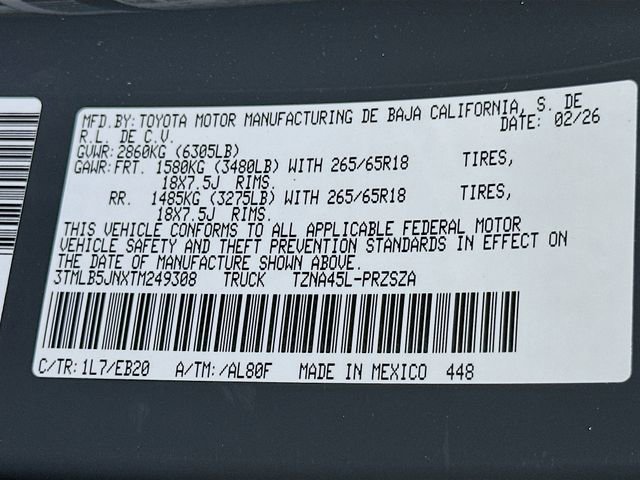 MFD.BY:TOYOTA MOTOR MANUFACTURING DE BAJA CALIFORNIA, S. DE
R.L. DE C.V. DATE: 02/26
GVWR:2860KG (6305LB)
GAWR:FRT. 1580KG (3480LB) WITH 265/65R18 TIRES,
18X7.5J RIMS.
RR. 1485KG (3275LB) WITH 265/65R18 TIRES,
18X7.5J RIMS.
THIS VEHICLE CONFORMS TO ALL APPLICABLE FEDERAL MOTOR
VEHICLE SAFETY AND THEFT PREVENTION STANDARDS IN EFFECT ON
THE DATE OF MANUFACTURE SHOWN ABOVE.
3TMLB5JNXTM249308 TRUCK TZNA45L-PRZSZA
C/TR:1L7/EB20 A/TM:/AL80F MADE IN MEXICO 448